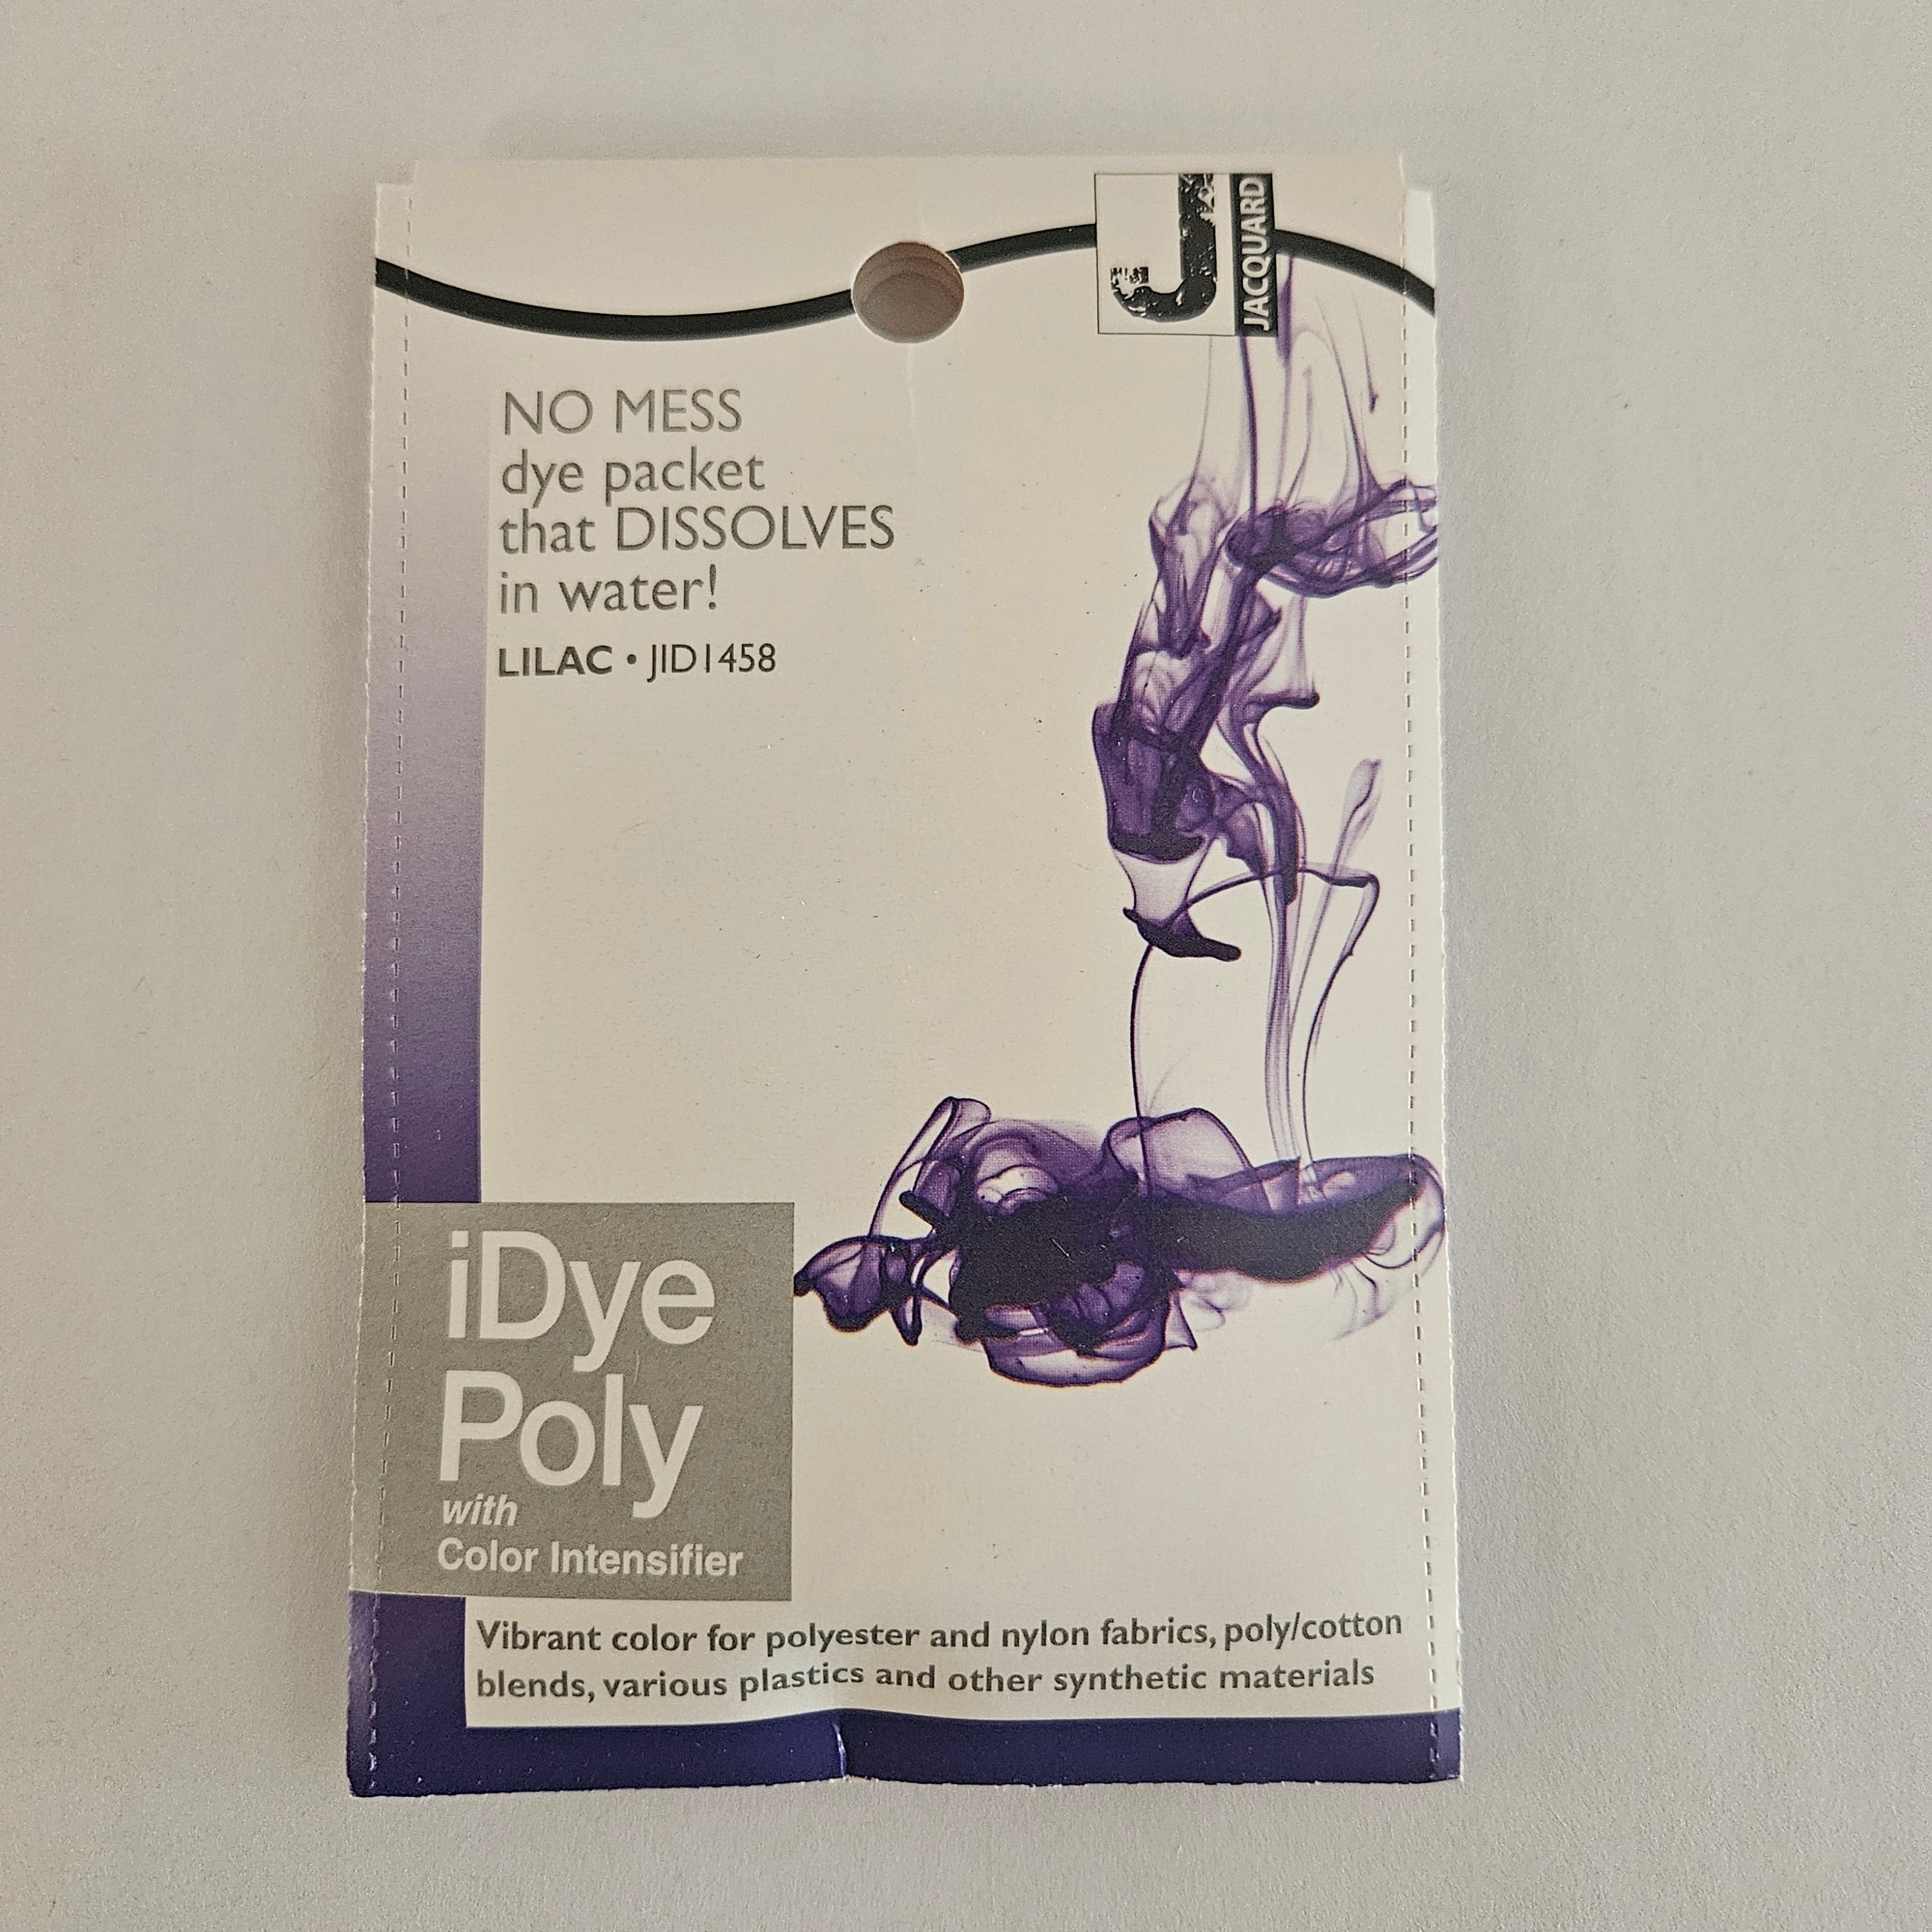 J
JACQUARD
NO MESS
dye packet
that DISSOLVES
in water!
LILAC • JID1458
iDye
Poly
with
Color Intensifier
Vibrant color for polyester and nylon fabrics, poly/cotton
blends, various plastics and other synthetic materials